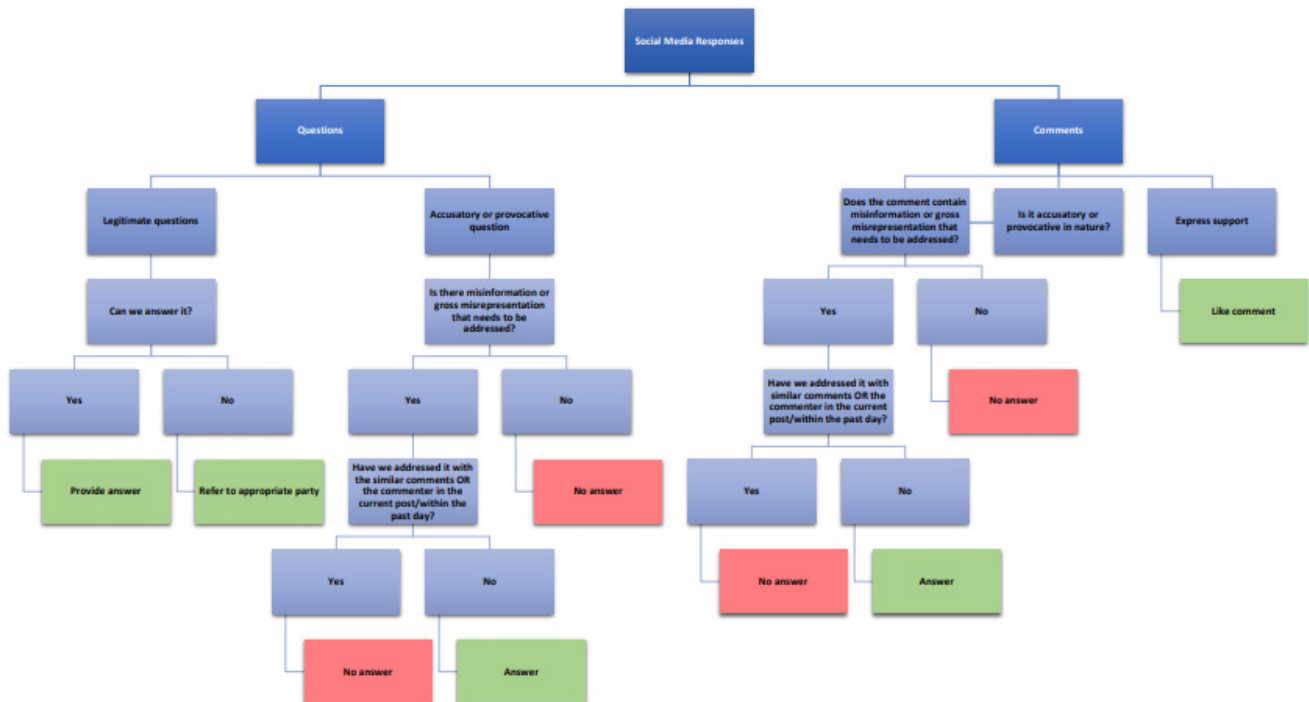 Social Media Responses
Questions
Comments
Legitimate questions
Accusatory or provocative
question
Does the comment contain
misinformation or gross
misrepresentation that
needs to be addressed?
Is it accusatory or
provocative in nature?
Express support
Can we answer it?
Is there misinformation or
gross misrepresentation
that needs to be
addressed?
Yes
No
Like comment
Yes
No
Yes
No
Have we addressed it with
similar comments OR the
commenter in the current
post/within the past day?
No answer
Provide answer
Refer to appropriate party
Have we addressed it with
the similar comments OR
the commenter in the
current post/within the
past day?
No answer
Yes
No
Yes
No
No answer
Answer
No answer
Answer